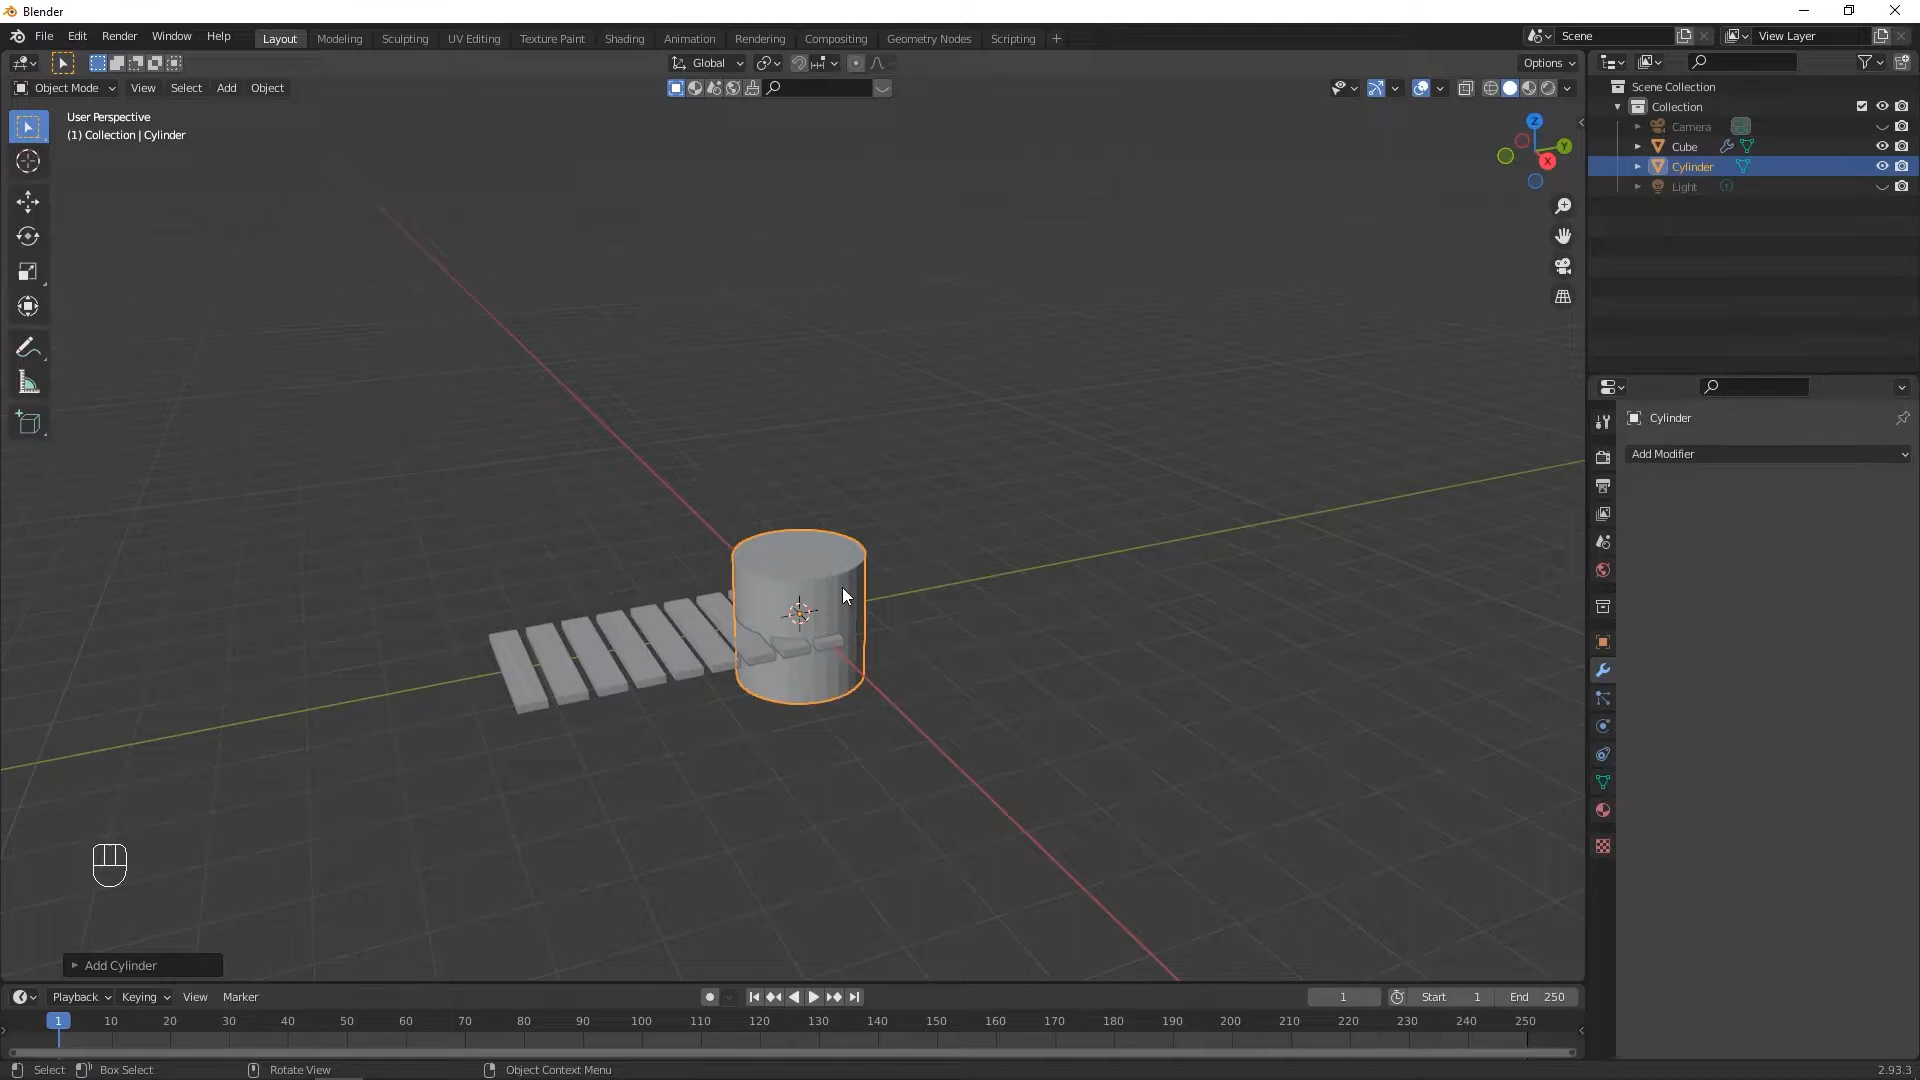 Blender
File Edit Render Window Help Layout Modeling Sculpting UV Editing Texture Paint Shading Animation Rendering Compositing Geometry Nodes Scripting + Scene View Layer
Global Options
Object Mode View Select Add Object
User Perspective
(1) Collection | Cylinder
Z
Y
X
Scene Collection
Collection
Camera
Cube
Cylinder
Light
Cylinder
Add Modifier
Add Cylinder
Playback Keying View Marker 1 Start 1 End 250
1 10 20 30 40 50 60 70 80 90 100 110 120 130 140 150 160 170 180 190 200 210 220 230 240 250
Select Box Select Rotate View Object Context Menu 2.93.3